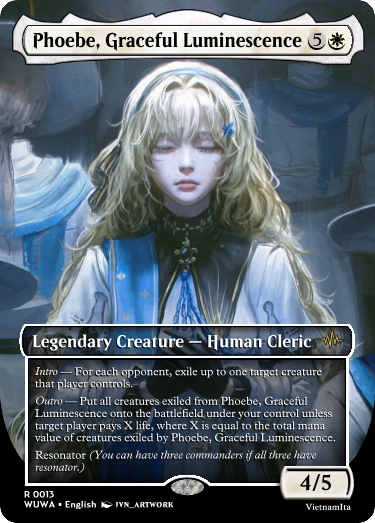 Phoebe, Graceful Luminescence 5
Legendary Creature — Human Cleric
Intro — For each opponent, exile up to one target creature
that player controls.
Outro — Put all creatures exiled from Phoebe, Graceful
Luminescence onto the battlefield under your control unless
target player pays X life, where X is equal to the total mana
value of creatures exiled by Phoebe, Graceful Luminescence.
Resonator (You can have three commanders if all three have
resonator.)
4/5
R 0013
WUWA • English JVN_ARTWORK
VietnamIta